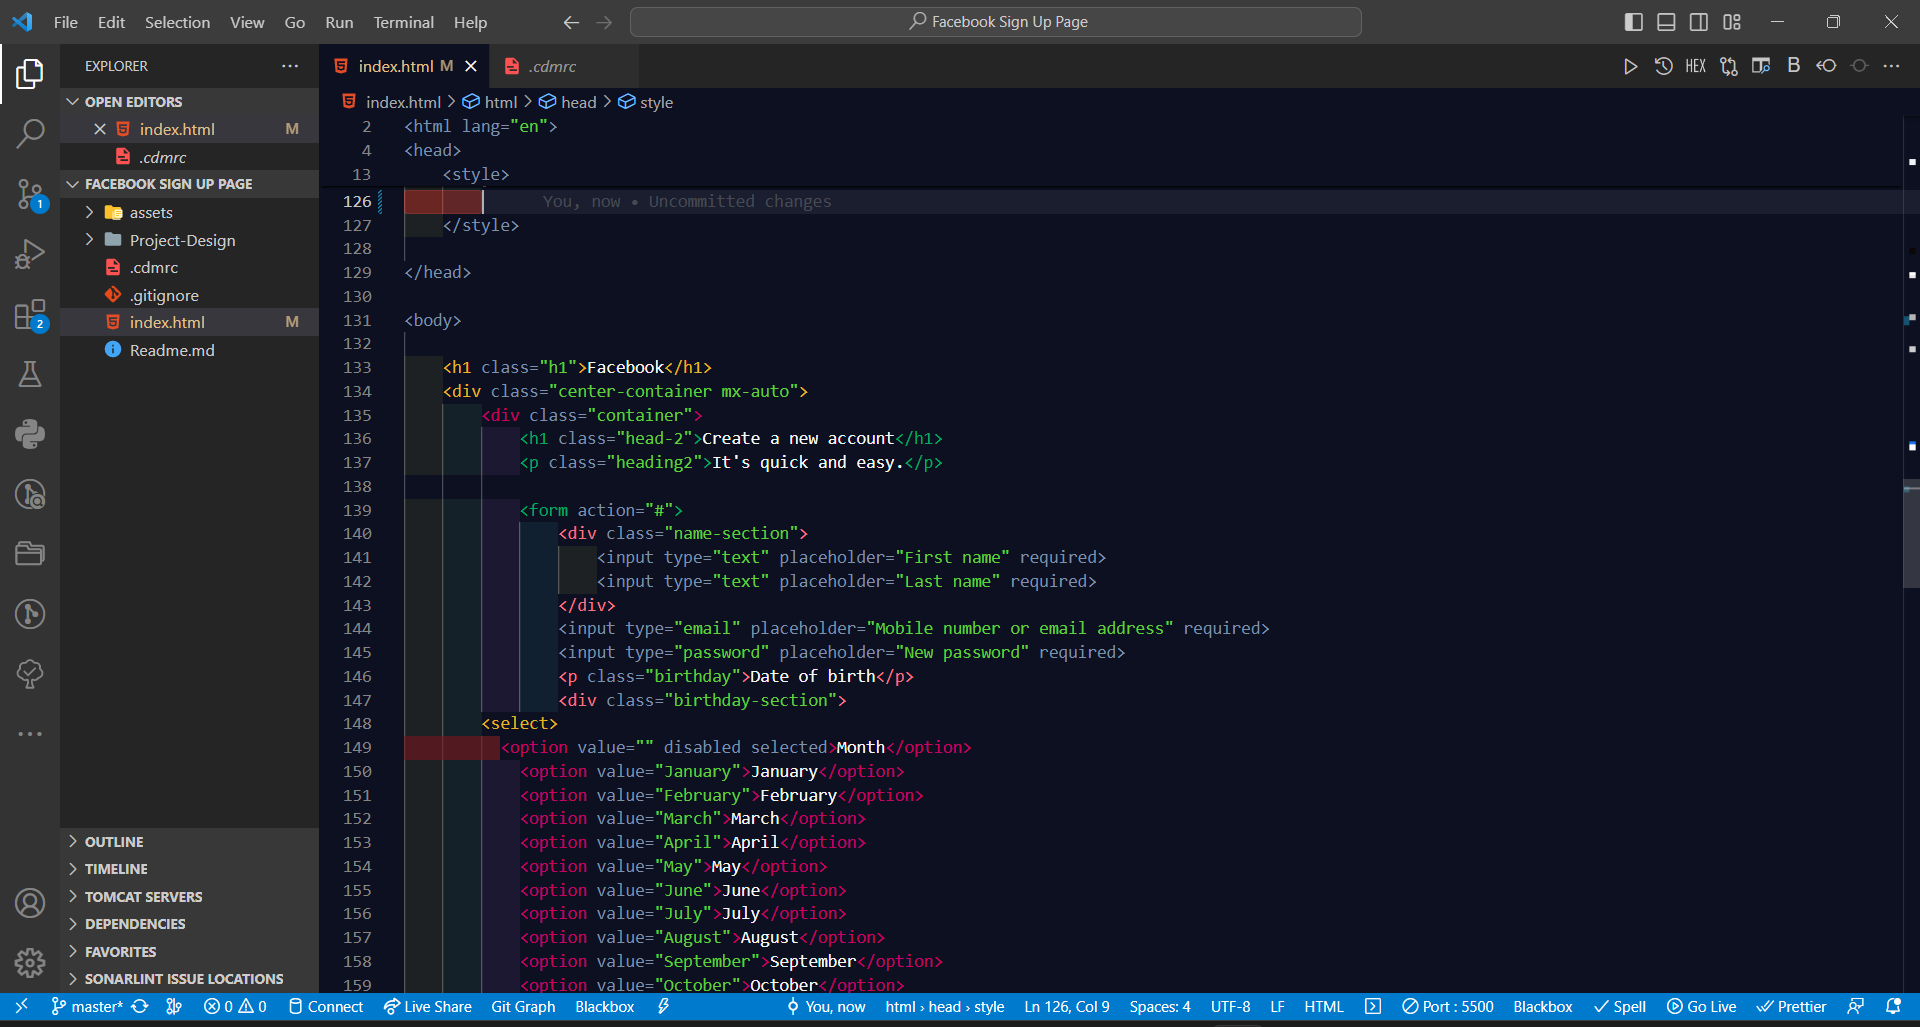 File Edit Selection View Go Run Terminal Help
Facebook Sign Up Page
EXPLORER
OPEN EDITORS
index.html M
.cdmrc
FACEBOOK SIGN UP PAGE
assets
Project-Design
.cdmrc
.gitignore
index.html M
Readme.md
OUTLINE
TIMELINE
TOMCAT SERVERS
DEPENDENCIES
FAVORITES
SONARLINT ISSUE LOCATIONS
1
2
index.html M
.cdmrc
HEX
B
index.html > html > head > style
2 <html lang="en">
4 <head>
13 <style>
126 You, now • Uncommitted changes
127 </style>
128
129 </head>
130
131 <body>
132
133 <h1 class="h1">Facebook</h1>
134 <div class="center-container mx-auto">
135 <div class="container">
136 <h1 class="head-2">Create a new account</h1>
137 <p class="heading2">It's quick and easy.</p>
138
139 <form action="#">
140 <div class="name-section">
141 <input type="text" placeholder="First name" required>
142 <input type="text" placeholder="Last name" required>
143 </div>
144 <input type="email" placeholder="Mobile number or email address" required>
145 <input type="password" placeholder="New password" required>
146 <p class="birthday">Date of birth</p>
147 <div class="birthday-section">
148 <select>
149 <option value="" disabled selected>Month</option>
150 <option value="January">January</option>
151 <option value="February">February</option>
152 <option value="March">March</option>
153 <option value="April">April</option>
154 <option value="May">May</option>
155 <option value="June">June</option>
156 <option value="July">July</option>
157 <option value="August">August</option>
158 <option value="September">September</option>
159 <option value="October">October</option>
master* 0 0 Connect Live Share Git Graph Blackbox You, now html › head › style Ln 126, Col 9 Spaces: 4 UTF-8 LF HTML Port : 5500 Blackbox Spell Go Live Prettier